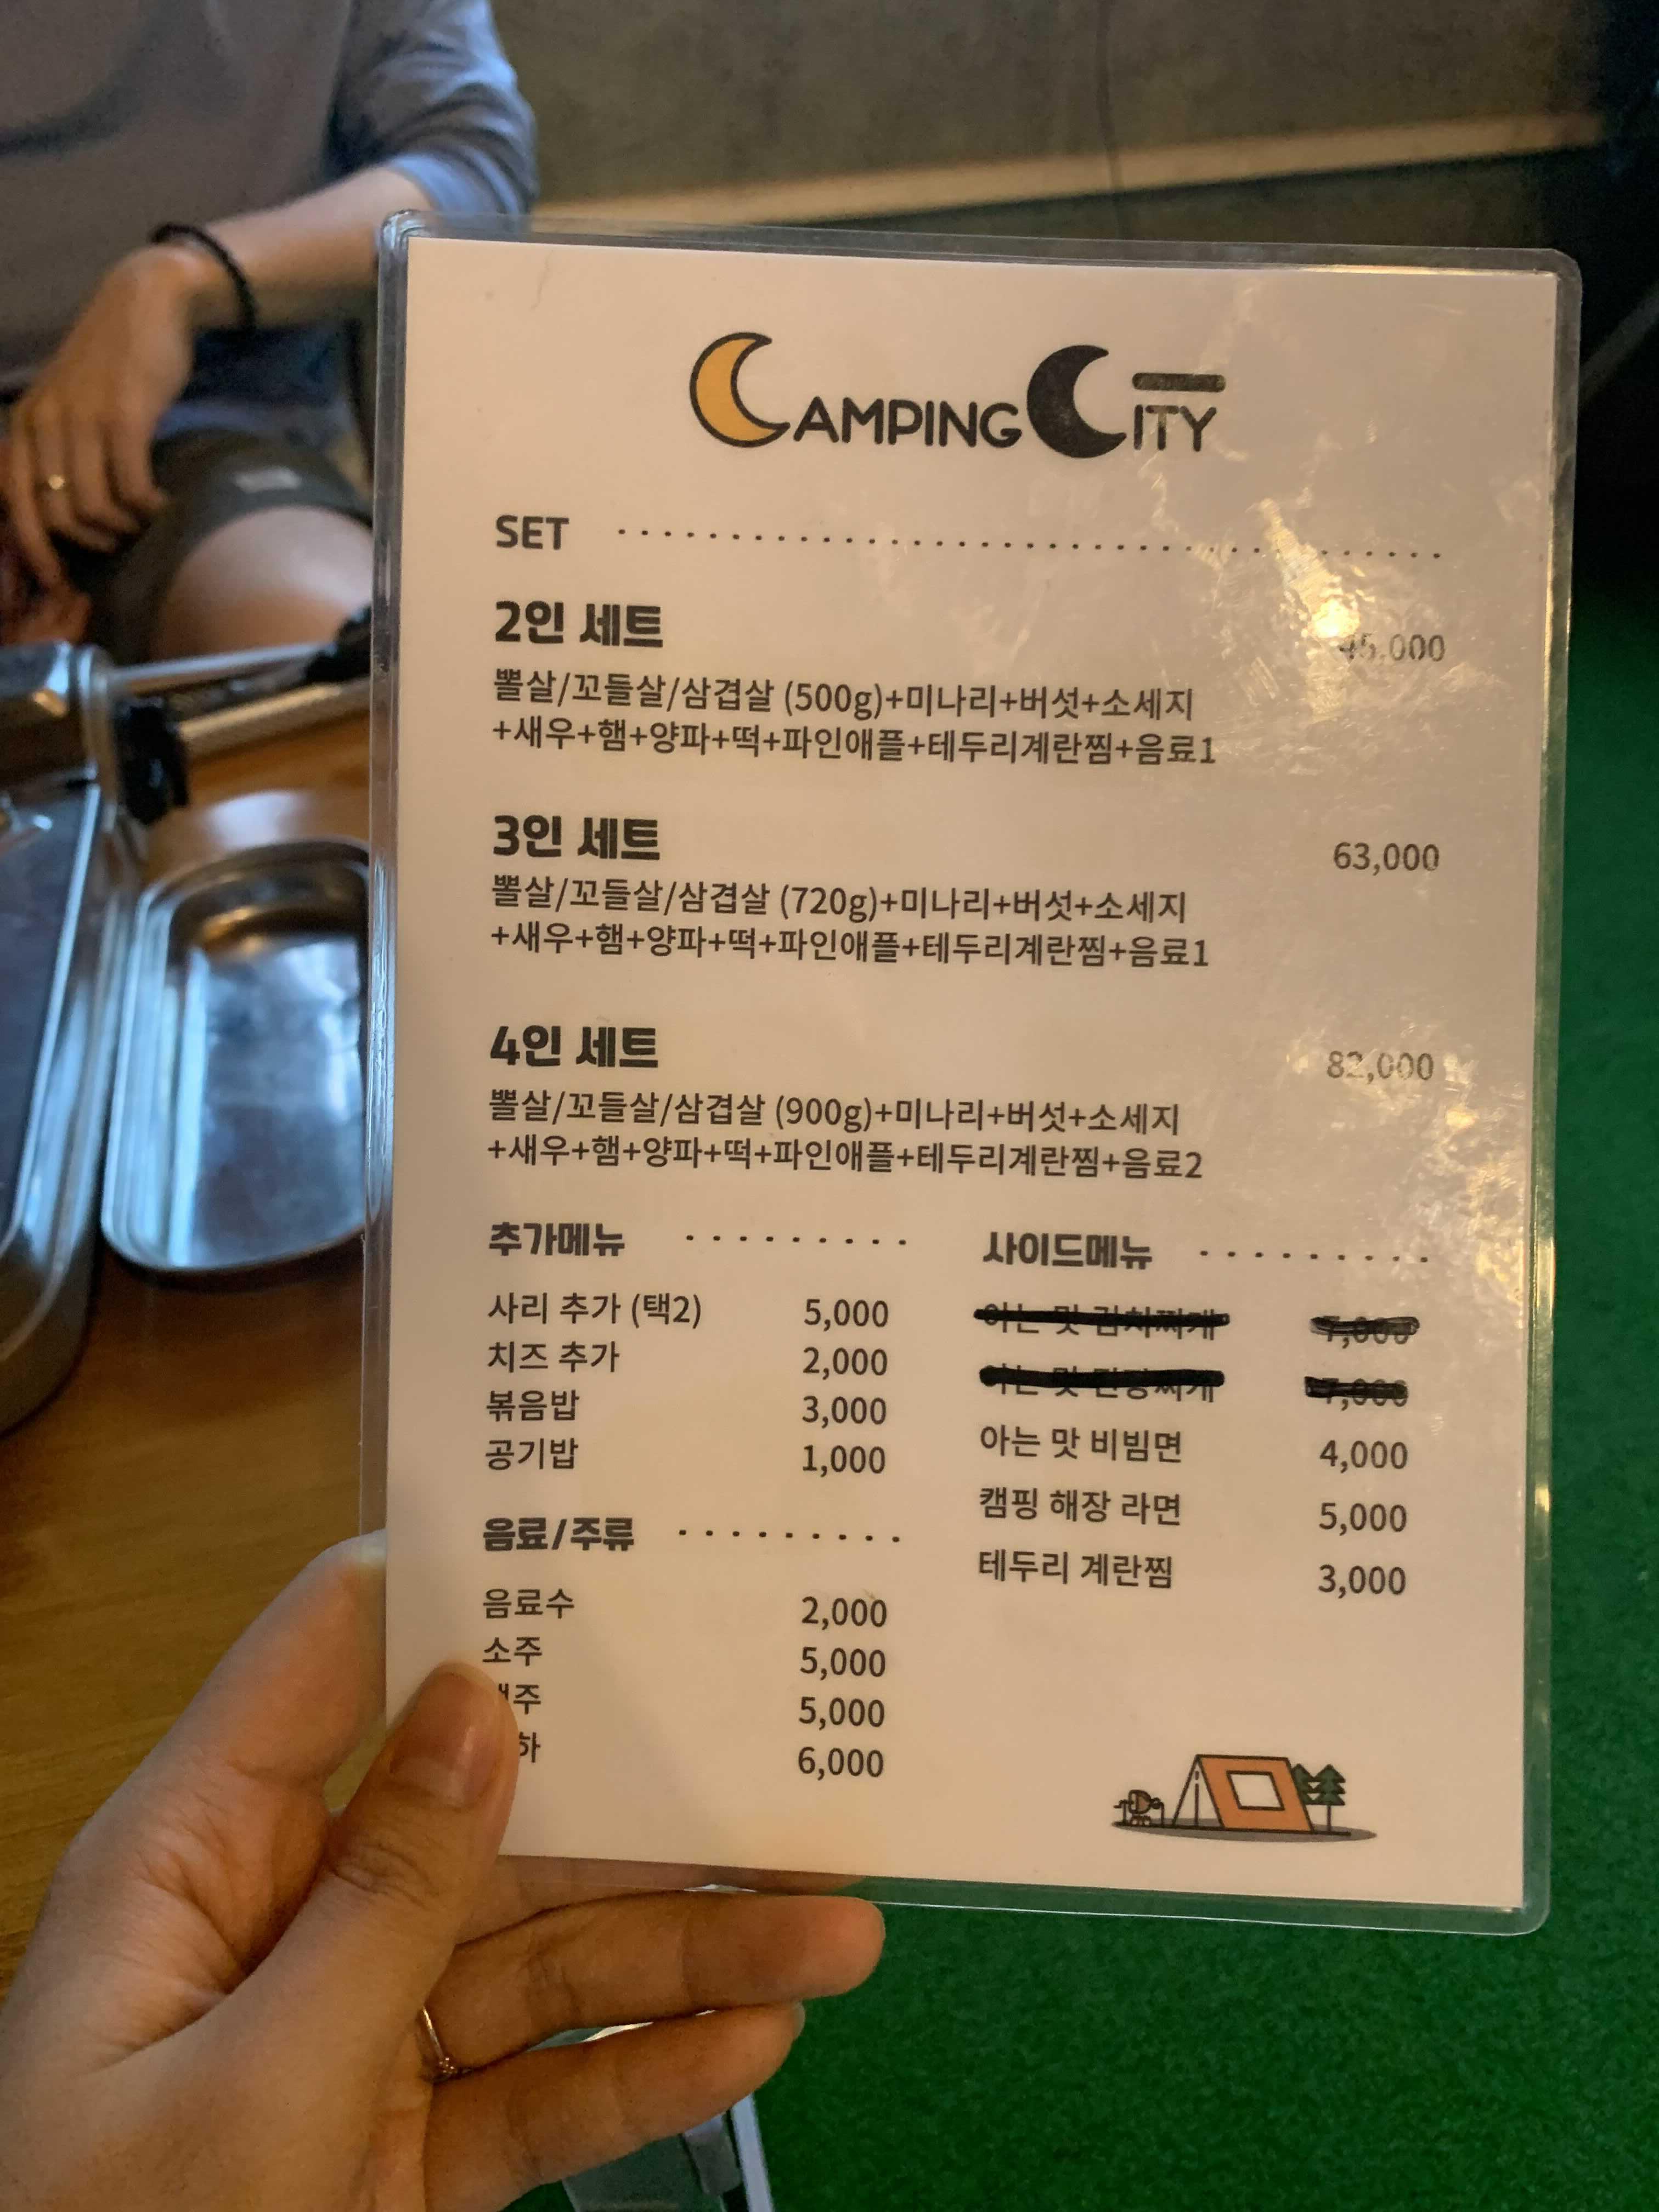 CAMPING CITY
SET
2인 세트 45,000
뽈살/꼬들살/삼겹살 (500g)+미나리+버섯+소세지
+새우+햄+양파+떡+파인애플+테두리계란찜+음료1
3인 세트 63,000
뽈살/꼬들살/삼겹살 (720g)+미나리+버섯+소세지
+새우+햄+양파+떡+파인애플+테두리계란찜+음료1
4인 세트 82,000
뽈살/꼬들살/삼겹살 (900g)+미나리+버섯+소세지
+새우+햄+양파+떡+파인애플+테두리계란찜+음료2
추가메뉴
사리 추가 (택2) 5,000
치즈 추가 2,000
볶음밥 3,000
공기밥 1,000
음료/주류
음료수 2,000
소주 5,000
5,000
6,000
사이드메뉴
아는 맛 비빔면 4,000
캠핑 해장 라면 5,000
테두리 계란찜 3,000